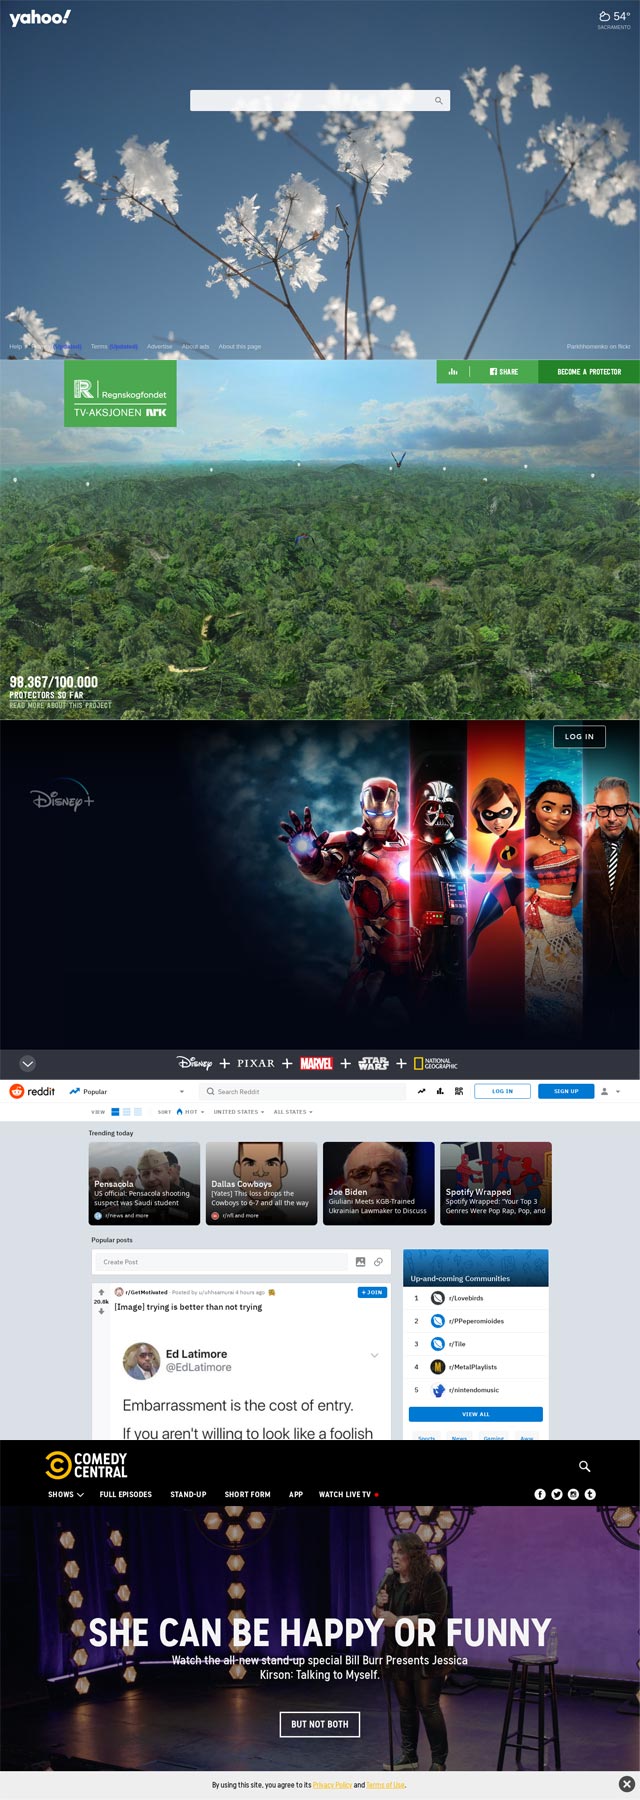 yahoo!
54°
SACRAMENTO
Help
(Updated)
Terms (Updated)
Advertise
About ads
About this page
Parkhhomenko on flickr
Regnskogfondet
TV-AKSJONEN NRK
SHARE
BECOME A PROTECTOR
98.367/100.000
PROTECTORS SO FAR
READ MORE ABOUT THIS PROJECT
LOG IN
Disney+
Disney + PIXAR + MARVEL + STAR WARS + NATIONAL GEOGRAPHIC
reddit
Popular
Search Reddit
LOG IN
SIGN UP
VIEW
SORT
HOT
UNITED STATES
ALL STATES
Trending today
Pensacola
US official: Pensacola shooting
suspect was Saudi student
r/news and more
Dallas Cowboys
[Yates] This loss drops the
Cowboys to 6-7 and all the way
r/nfl and more
Joe Biden
Giuliani Meets KGB-Trained
Ukrainian Lawmaker to Discuss
Spotify Wrapped
Spotify Wrapped: "Your Top 3
Genres Were Pop Rap, Pop, and
Popular posts
Create Post
r/GetMotivated · Posted by u/uhhsamurai 4 hours ago
+ JOIN
20.8k
[Image] trying is better than not trying
Ed Latimore
@EdLatimore
Embarrassment is the cost of entry.
If you aren't willing to look like a foolish
Up-and-coming Communities
1 r/Lovebirds
2 r/PPeperomioides
3 r/Tile
4 r/MetalPlaylists
5 r/nintendomusic
VIEW ALL
Sports
News
Gaming
Aww
COMEDY
CENTRAL
SHOWS
FULL EPISODES
STAND-UP
SHORT FORM
APP
WATCH LIVE TV
SHE CAN BE HAPPY OR FUNNY
Watch the all-new stand-up special Bill Burr Presents Jessica
Kirson: Talking to Myself.
BUT NOT BOTH
By using this site, you agree to its Privacy Policy and Terms of Use.